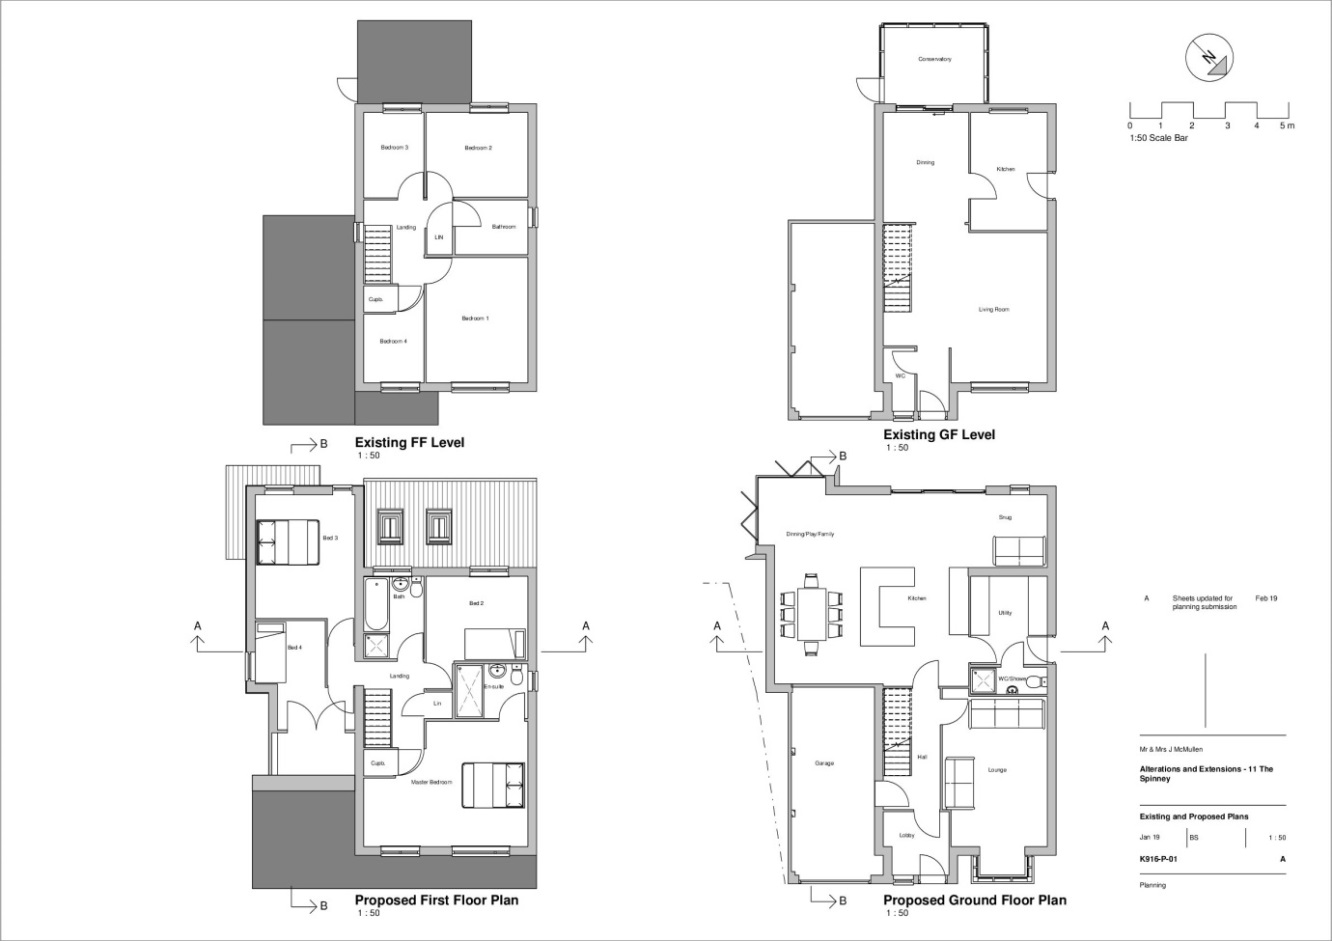 Bedroom 3
Bedroom 2
Landing
LIN
Bathroom
Cupb.
Bedroom 1
Bedroom 4
B
Existing FF Level
1 : 50
Conservatory
Dining
Kitchen
Living Room
WC
Existing GF Level
1 : 50
N
0 1 2 3 4 5 m
1:50 Scale Bar
Bed 3
Bath
Bed 2
A
A
Bed 4
Landing
Ensuite
Lin
Cupb.
Master Bedroom
B
Proposed First Floor Plan
1 : 50
B
Snug
Dining/Play/Family
Kitchen
Utility
A
A
WC/Shower
Garage
Hall
Lounge
Lobby
B
Proposed Ground Floor Plan
1 : 50
A Sheets updated for Feb 19
planning submission
Mr & Mrs J McMullen
Alterations and Extensions - 11 The
Spinney
Existing and Proposed Plans
Jan 19 BS 1 : 50
K916-P-01 A
Planning